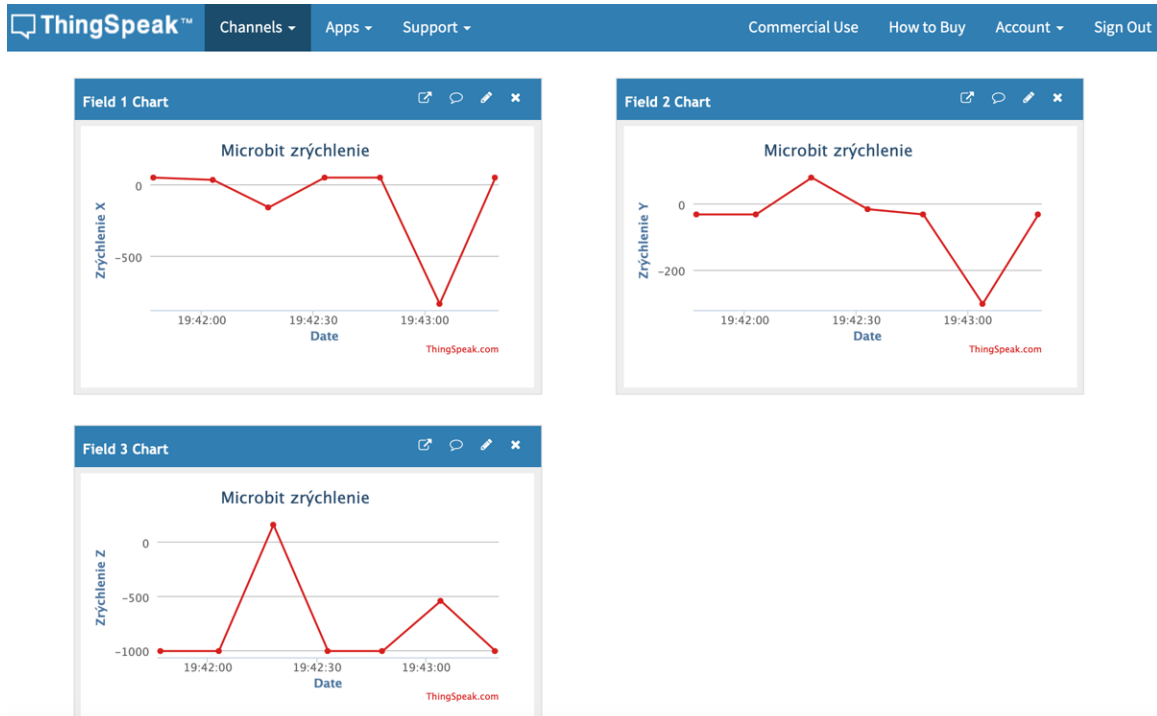 ThingSpeak™ Channels Apps Support Commercial Use How to Buy Account Sign Out
Field 1 Chart
Microbit zrýchlenie
Zrýchlenie X
0
−500
19:42:00 19:42:30 19:43:00
Date
ThingSpeak.com
Field 2 Chart
Microbit zrýchlenie
Zrýchlenie Y
0
−200
19:42:00 19:42:30 19:43:00
Date
ThingSpeak.com
Field 3 Chart
Microbit zrýchlenie
Zrýchlenie Z
0
−500
−1000
19:42:00 19:42:30 19:43:00
Date
ThingSpeak.com